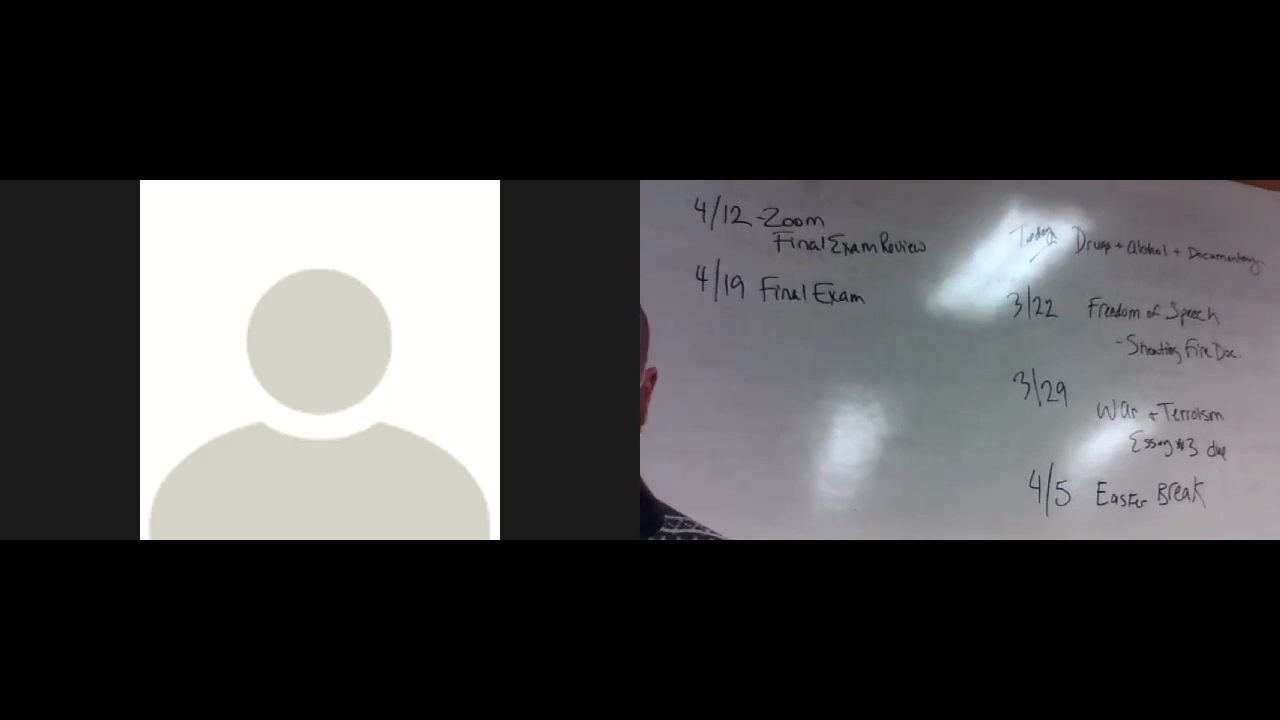 4/12 - Zoom
Final Exam Review
4/19 Final Exam
Today Drugs + Alcohol + Documentary
3/22 Freedom of Speech
- Shouting Fire Doc.
3/29 War + Terrorism
Essay #3 due
4/5 Easter Break